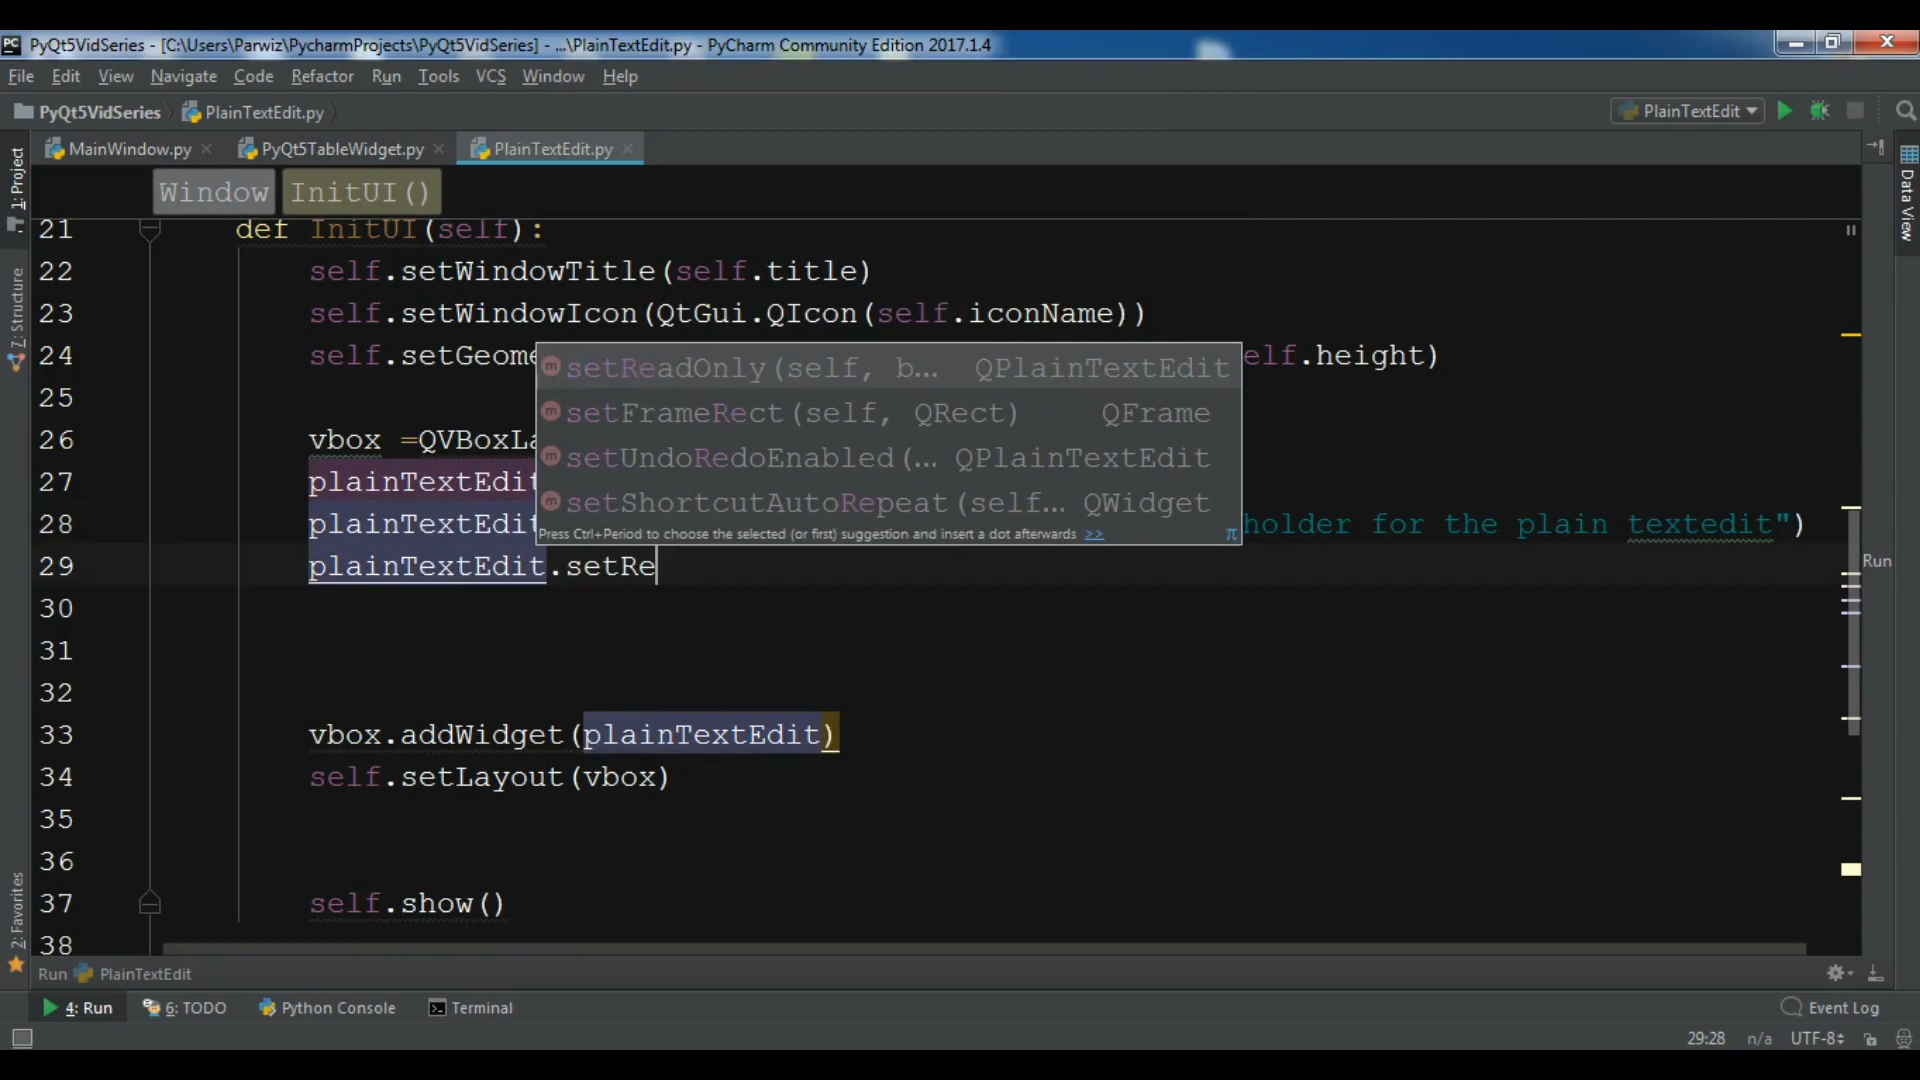 PC PyQt5VidSeries - [C:\Users\Parwiz\PycharmProjects\PyQt5VidSeries] - ...\PlainTextEdit.py - PyCharm Community Edition 2017.1.4
File Edit View Navigate Code Refactor Run Tools VCS Window Help
PyQt5VidSeries PlainTextEdit.py PlainTextEdit
MainWindow.py PyQt5TableWidget.py PlainTextEdit.py
1: Project
7: Structure
2: Favorites
Data View
Run
Window InitUI()
21 def InitUI(self):
22 self.setWindowTitle(self.title)
23 self.setWindowIcon(QtGui.QIcon(self.iconName))
24 self.setGeome elf.height)
25
26 vbox =QVBoxLa
27 plainTextEdit
28 plainTextEdit holder for the plain textedit")
29 plainTextEdit.setRe
setReadOnly(self, b... QPlainTextEdit
setFrameRect(self, QRect) QFrame
setUndoRedoEnabled(... QPlainTextEdit
setShortcutAutoRepeat(self... QWidget
Press Ctrl+Period to choose the selected (or first) suggestion and insert a dot afterwards >> π
30
31
32
33 vbox.addWidget(plainTextEdit)
34 self.setLayout(vbox)
35
36
37 self.show()
38
Run PlainTextEdit
4: Run 6: TODO Python Console Terminal Event Log
29:28 n/a UTF-8